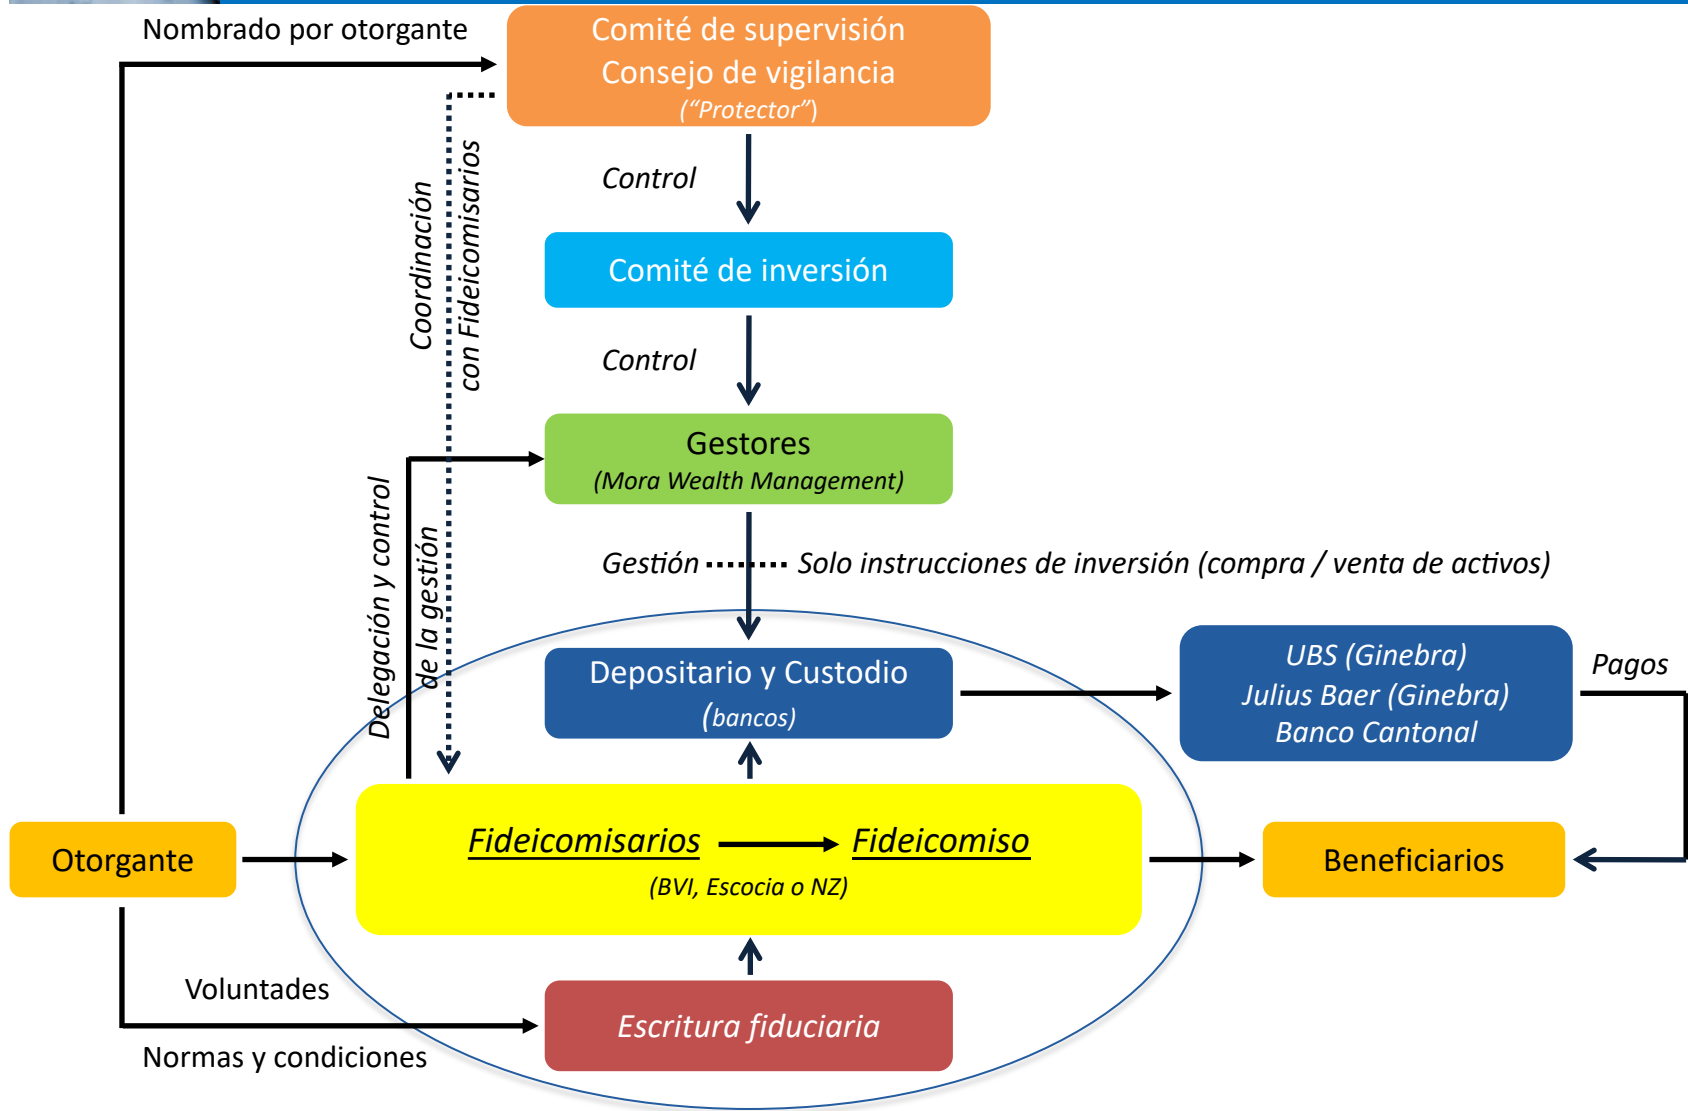 Nombrado por otorgante
Comité de supervisión
Consejo de vigilancia
(“Protector”)
Coordinación
con Fideicomisarios
Control
Comité de inversión
Control
Gestores
(Mora Wealth Management)
Delegación y control
de la gestión
Gestión
Solo instrucciones de inversión (compra / venta de activos)
Depositario y Custodio
(bancos)
UBS (Ginebra)
Julius Baer (Ginebra)
Banco Cantonal
Pagos
Otorgante
Fideicomisarios
Fideicomiso
(BVI, Escocia o NZ)
Beneficiarios
Voluntades
Normas y condiciones
Escritura fiduciaria